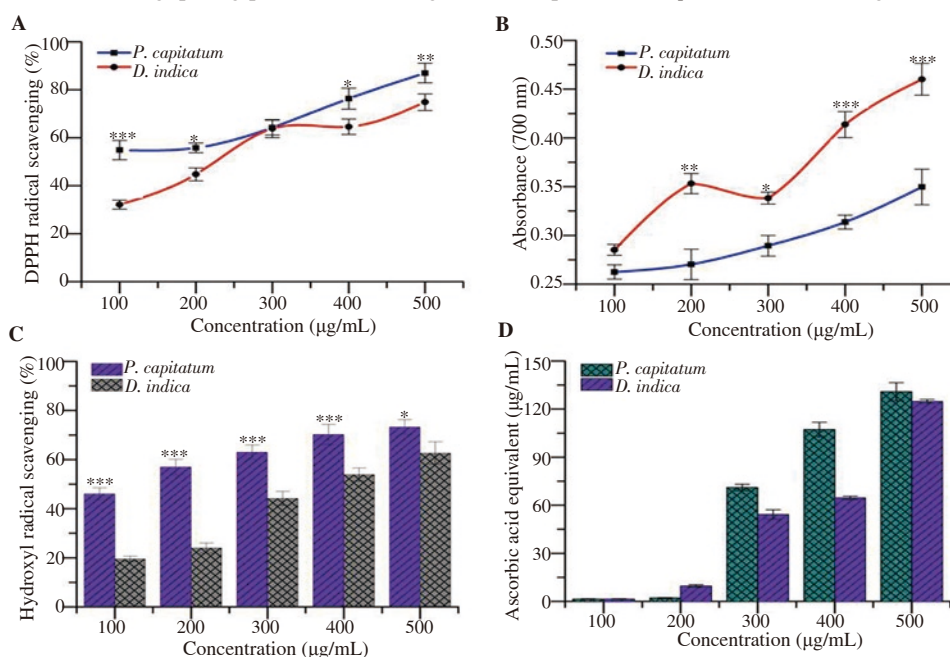 A
DPPH radical scavenging (%)
100
80
60
40
20
0
P. capitatum
D. indica
***
*
*
**
100 200 300 400 500
Concentration (µg/mL)
B
Absorbance (700 nm)
0.50
0.45
0.40
0.35
0.30
0.25
P. capitatum
D. indica
**
*
***
***
100 200 300 400 500
Concentration (µg/mL)
C
Hydroxyl radical scavenging (%)
100
80
60
40
20
0
P. capitatum
D. indica
***
***
***
***
*
100 200 300 400 500
Concentration (µg/mL)
D
Ascorbic acid equivalent (µg/mL)
150
120
90
60
30
0
P. capitatum
D. indica
100 200 300 400 500
Concentration (µg/mL)